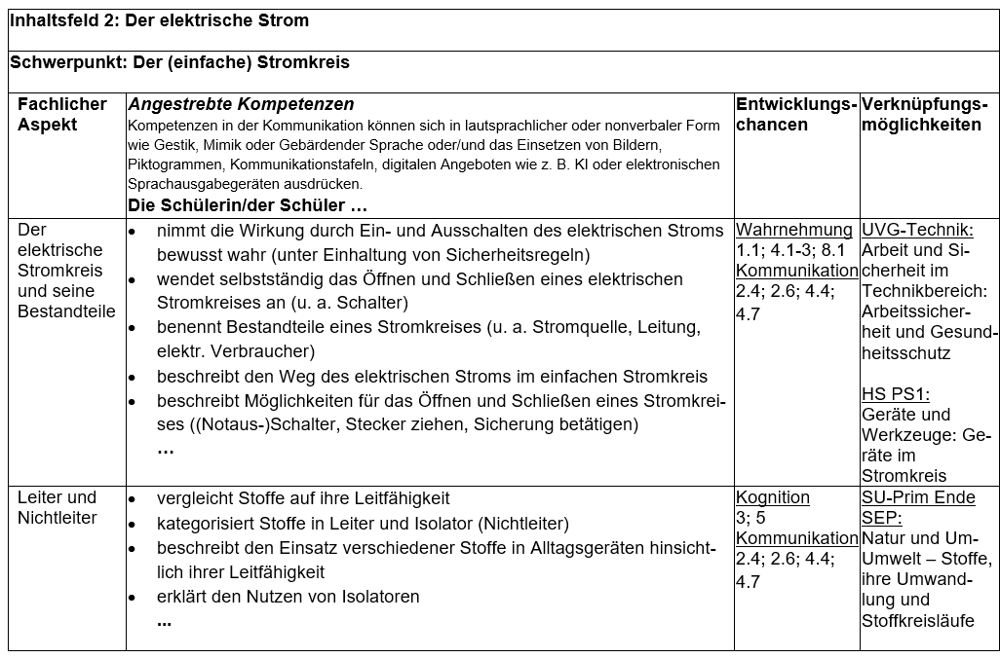 Inhaltsfeld 2: Der elektrische Strom
Schwerpunkt: Der (einfache) Stromkreis
Fachlicher
Aspekt
Angestrebte Kompetenzen
Kompetenzen in der Kommunikation können sich in lautsprachlicher oder nonverbaler Form
wie Gestik, Mimik oder Gebärdender Sprache oder/und das Einsetzen von Bildern,
Piktogrammen, Kommunikationstafeln, digitalen Angeboten wie z. B. KI oder elektronischen
Sprachausgabegeräten ausdrücken.
Die Schülerin/der Schüler …
Entwicklungs-
chancen
Verknüpfungs-
möglichkeiten
Der
elektrische
Stromkreis
und seine
Bestandteile
• nimmt die Wirkung durch Ein- und Ausschalten des elektrischen Stroms
bewusst wahr (unter Einhaltung von Sicherheitsregeln)
• wendet selbstständig das Öffnen und Schließen eines elektrischen
Stromkreises an (u. a. Schalter)
• benennt Bestandteile eines Stromkreises (u. a. Stromquelle, Leitung,
elektr. Verbraucher)
• beschreibt den Weg des elektrischen Stroms im einfachen Stromkreis
• beschreibt Möglichkeiten für das Öffnen und Schließen eines Stromkrei-
ses ((Notaus-)Schalter, Stecker ziehen, Sicherung betätigen)
…
Wahrnehmung
1.1; 4.1-3; 8.1
Kommunikation
2.4; 2.6; 4.4;
4.7
UVG-Technik:
Arbeit und Si-
cherheit im
Technikbereich:
Arbeitssicher-
heit und Gesund-
heitsschutz
HS PS1:
Geräte und
Werkzeuge: Ge-
räte im
Stromkreis
Leiter und
Nichtleiter
• vergleicht Stoffe auf ihre Leitfähigkeit
• kategorisiert Stoffe in Leiter und Isolator (Nichtleiter)
• beschreibt den Einsatz verschiedener Stoffe in Alltagsgeräten hinsicht-
lich ihrer Leitfähigkeit
• erklärt den Nutzen von Isolatoren
...
Kognition
3; 5
Kommunikation
2.4; 2.6; 4.4;
4.7
SU-Prim Ende
SEP:
Natur und Um-
Umwelt – Stoffe,
ihre Umwand-
lung und
Stoffkreisläufe